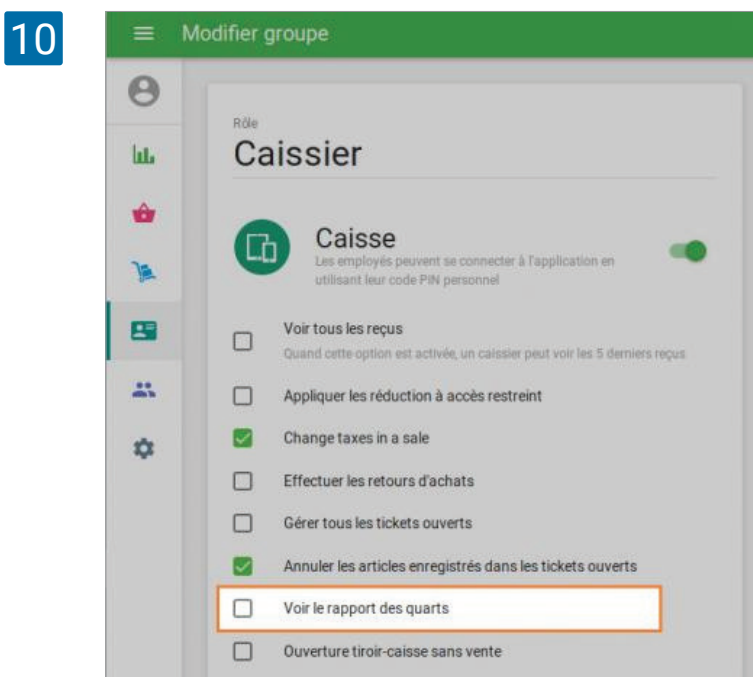 10
Modifier groupe
Rôle
Caissier
Caisse
Les employés peuvent se connecter à l'application en
utilisant leur code PIN personnel
Voir tous les reçus
Quand cette option est activée, un caissier peut voir les 5 derniers reçus
Appliquer les réduction à accès restreint
Change taxes in a sale
Effectuer les retours d'achats
Gérer tous les tickets ouverts
Annuler les articles enregistrés dans les tickets ouverts
Voir le rapport des quarts
Ouverture tiroir-caisse sans vente